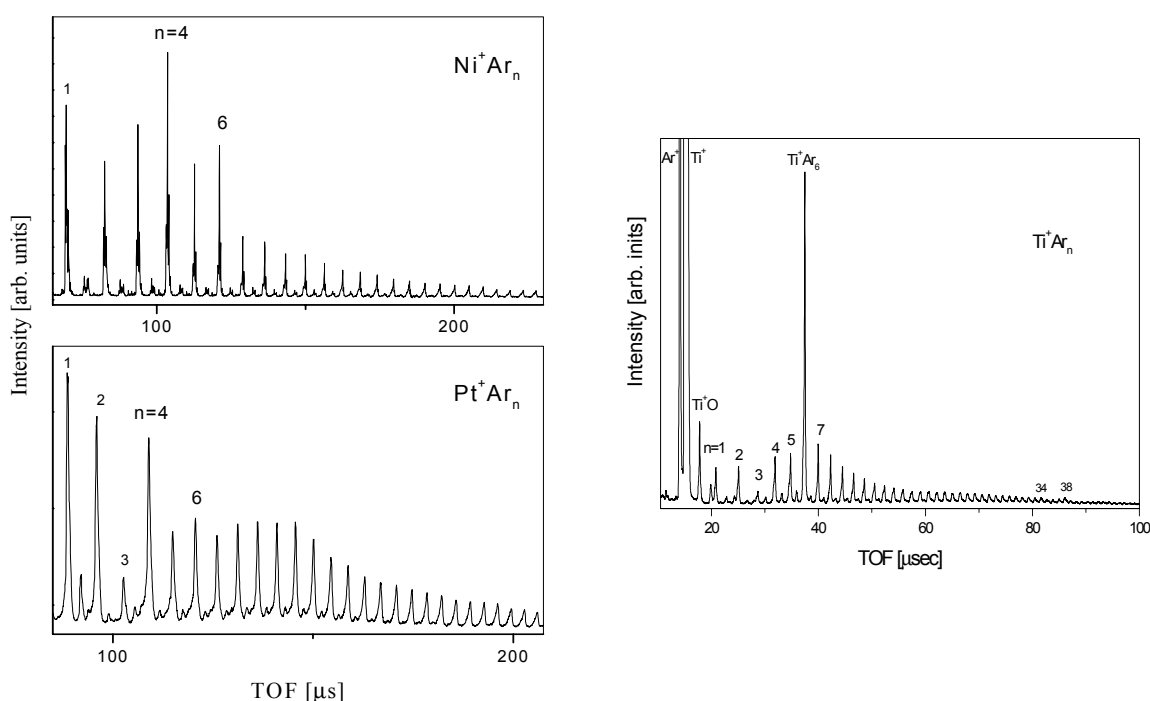 Intensity [arb. units]
n=4
Ni⁺Arₙ
1
6
100
200
1
2
n=4
Pt⁺Arₙ
3
6
100
200
TOF [μs]
Intensity [arb. inits]
Ar⁺
Ti⁺
Ti⁺Ar₆
Ti⁺Arₙ
Ti⁺O
n=1
2
3
4
5
7
34
38
20
40
60
80
100
TOF [μsec]